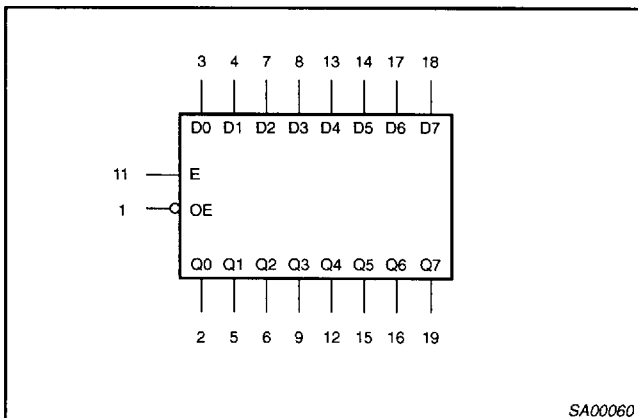 3 4 7 8 13 14 17 18
D0 D1 D2 D3 D4 D5 D6 D7
11 E
1 OE
Q0 Q1 Q2 Q3 Q4 Q5 Q6 Q7
2 5 6 9 12 15 16 19
SA00060